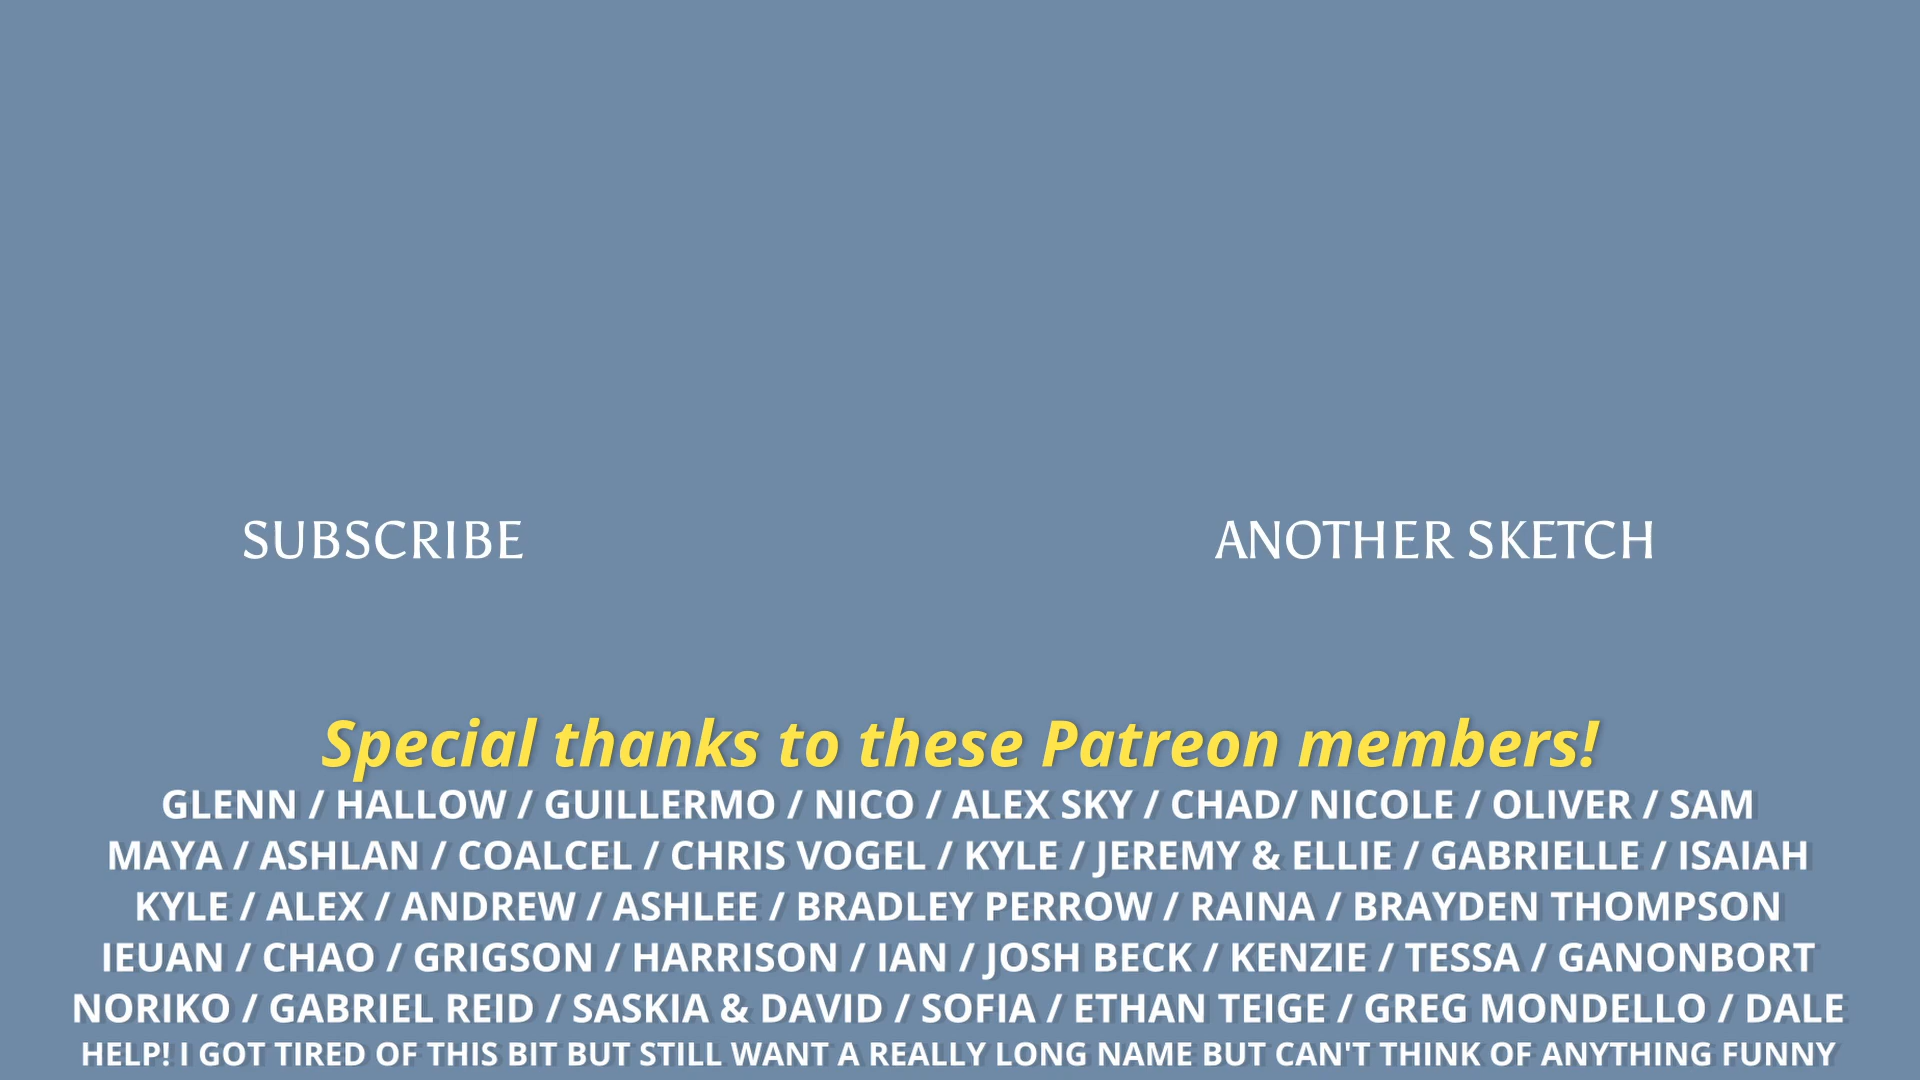 SUBSCRIBE
ANOTHER SKETCH
Special thanks to these Patreon members!
GLENN / HALLOW / GUILLERMO / NICO / ALEX SKY / CHAD/ NICOLE / OLIVER / SAM
MAYA / ASHLAN / COALCEL / CHRIS VOGEL / KYLE / JEREMY & ELLIE / GABRIELLE / ISAIAH
KYLE / ALEX / ANDREW / ASHLEE / BRADLEY PERROW / RAINA / BRAYDEN THOMPSON
IEUAN / CHAO / GRIGSON / HARRISON / IAN / JOSH BECK / KENZIE / TESSA / GANONBORT
NORIKO / GABRIEL REID / SASKIA & DAVID / SOFIA / ETHAN TEIGE / GREG MONDELLO / DALE
HELP! I GOT TIRED OF THIS BIT BUT STILL WANT A REALLY LONG NAME BUT CAN'T THINK OF ANYTHING FUNNY